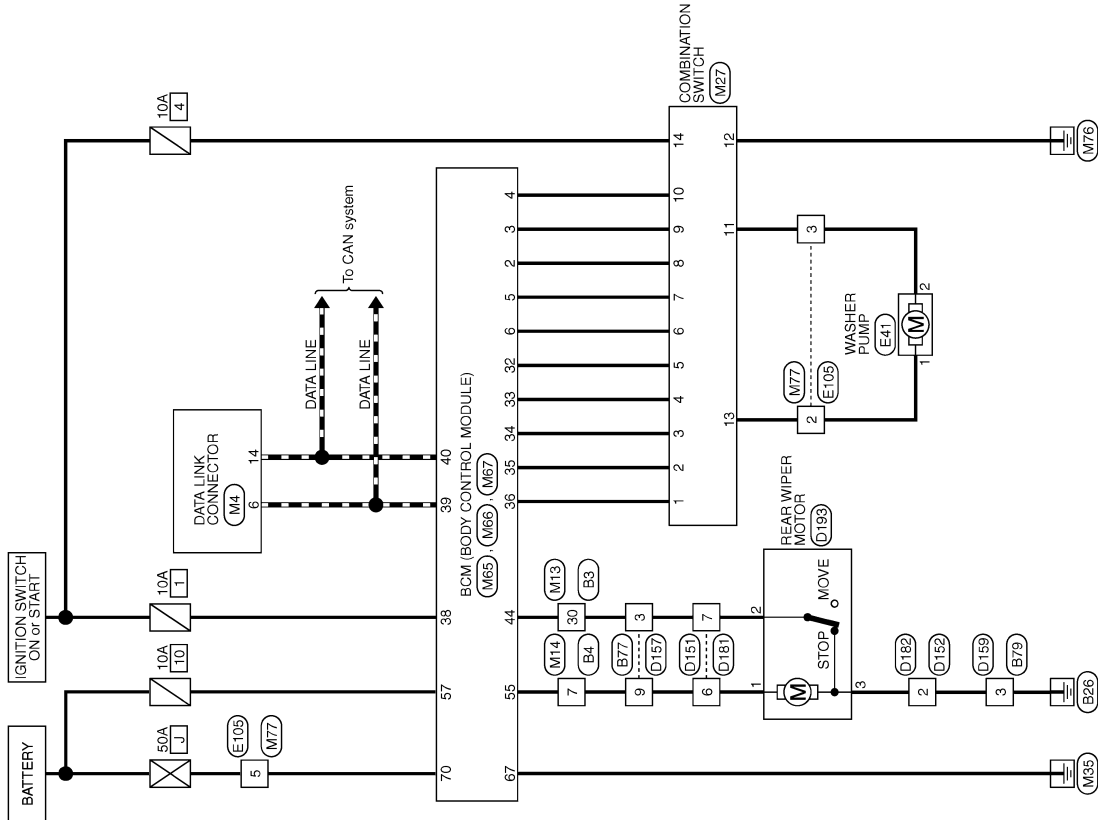 BATTERY
IGNITION SWITCH
ON or START
50A
J
10A
10
10A
1
10A
4
E105
5
M77
DATA LINK
CONNECTOR
M4
6
14
DATA LINE
DATA LINE
To CAN system
70
57
38
39
40
BCM (BODY CONTROL MODULE)
M65 , M66 , M67
67
55
44
36
35
34
33
32
6
5
2
3
4
COMBINATION
SWITCH
M27
1
2
3
4
5
6
7
8
9
10
14
13
11
12
M14
7
B4
M13
30
B3
B77
9
3
D157
D151
6
7
D181
REAR WIPER
MOTOR
D193
1
2
M
STOP
MOVE
3
D182
2
D152
D159
3
B79
M77
2
E105
3
WASHER
PUMP
E41
1
M
2
M35
B26
M76